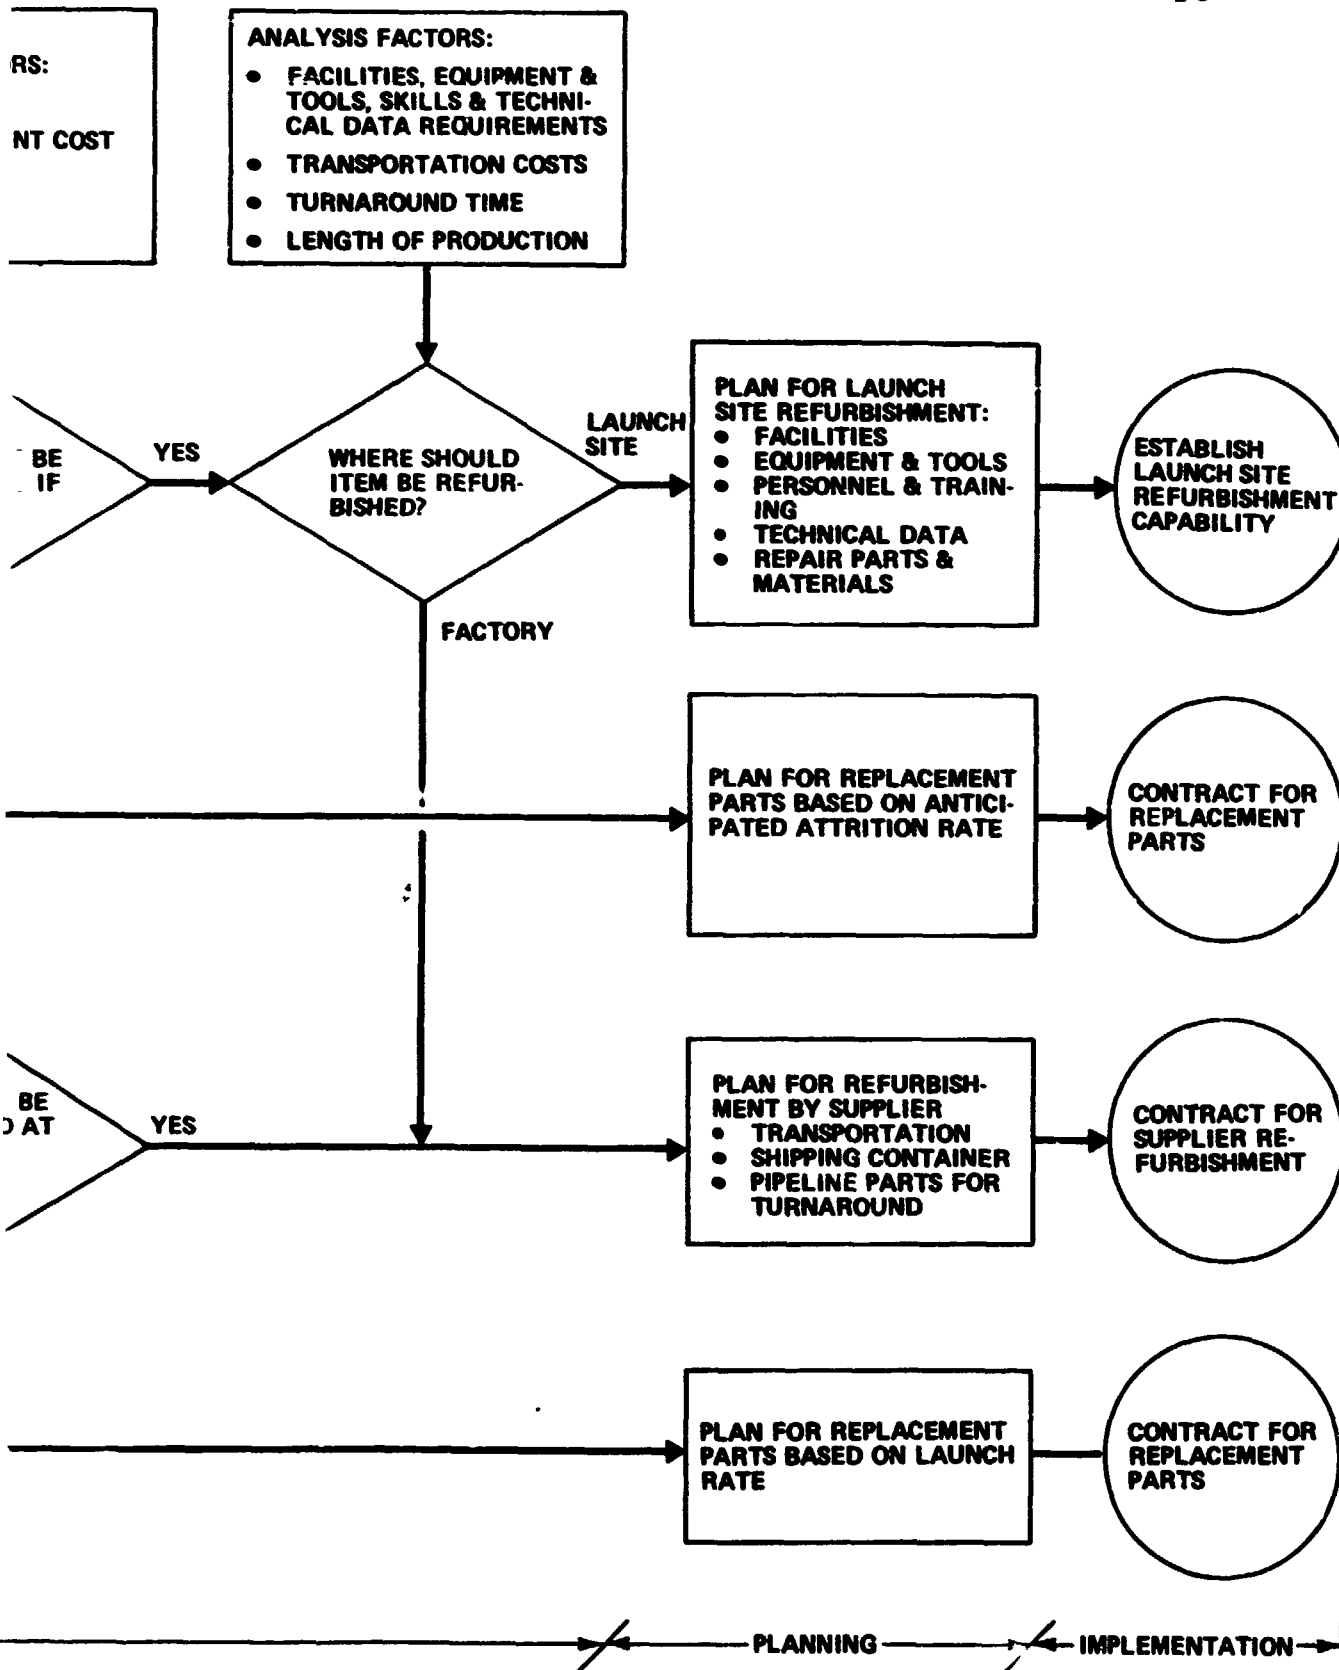 RS:
NT COST
ANALYSIS FACTORS:
● FACILITIES, EQUIPMENT &
TOOLS, SKILLS & TECHNI-
CAL DATA REQUIREMENTS
● TRANSPORTATION COSTS
● TURNAROUND TIME
● LENGTH OF PRODUCTION
BE
IF
YES
WHERE SHOULD
ITEM BE REFUR-
BISHED?
LAUNCH
SITE
FACTORY
PLAN FOR LAUNCH
SITE REFURBISHMENT:
● FACILITIES
● EQUIPMENT & TOOLS
● PERSONNEL & TRAIN-
ING
● TECHNICAL DATA
● REPAIR PARTS &
MATERIALS
ESTABLISH
LAUNCH SITE
REFURBISHMENT
CAPABILITY
PLAN FOR REPLACEMENT
PARTS BASED ON ANTICI-
PATED ATTRITION RATE
CONTRACT FOR
REPLACEMENT
PARTS
BE
AT
YES
PLAN FOR REFURBISH-
MENT BY SUPPLIER
● TRANSPORTATION
● SHIPPING CONTAINER
● PIPELINE PARTS FOR
TURNAROUND
CONTRACT FOR
SUPPLIER RE-
FURBISHMENT
PLAN FOR REPLACEMENT
PARTS BASED ON LAUNCH
RATE
CONTRACT FOR
REPLACEMENT
PARTS
PLANNING
IMPLEMENTATION